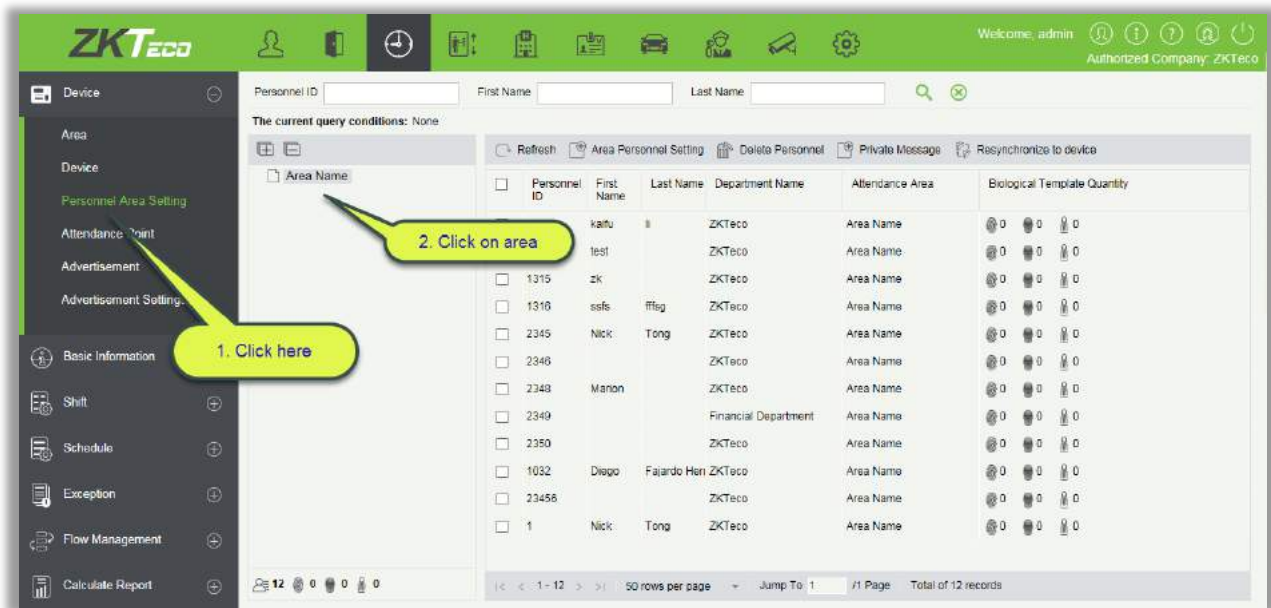 ZKTeco
Welcome, admin
Authorized Company: ZKTeco
Device
Area
Device
Personnel Area Setting
Attendance Point
Advertisement
Advertisement Setting
Basic Information
Shift
Schedule
Exception
Flow Management
Calculate Report
1. Click here
Personnel ID First Name Last Name
The current query conditions: None
Area Name
2. Click on area
12 0 0 0
Refresh Area Personnel Setting Delete Personnel Private Message Resynchronize to device
Personnel ID First Name Last Name Department Name Attendance Area Biological Template Quantity
kaifu li ZKTeco Area Name 0 0 0
test ZKTeco Area Name 0 0 0
1315 zk ZKTeco Area Name 0 0 0
1316 ssfs fffsg ZKTeco Area Name 0 0 0
2345 Nick Tong ZKTeco Area Name 0 0 0
2346 ZKTeco Area Name 0 0 0
2348 Marion ZKTeco Area Name 0 0 0
2349 Financial Department Area Name 0 0 0
2350 ZKTeco Area Name 0 0 0
1032 Diego Fajardo Herr ZKTeco Area Name 0 0 0
23456 ZKTeco Area Name 0 0 0
1 Nick Tong ZKTeco Area Name 0 0 0
1 - 12 50 rows per page Jump To 1 /1 Page Total of 12 records